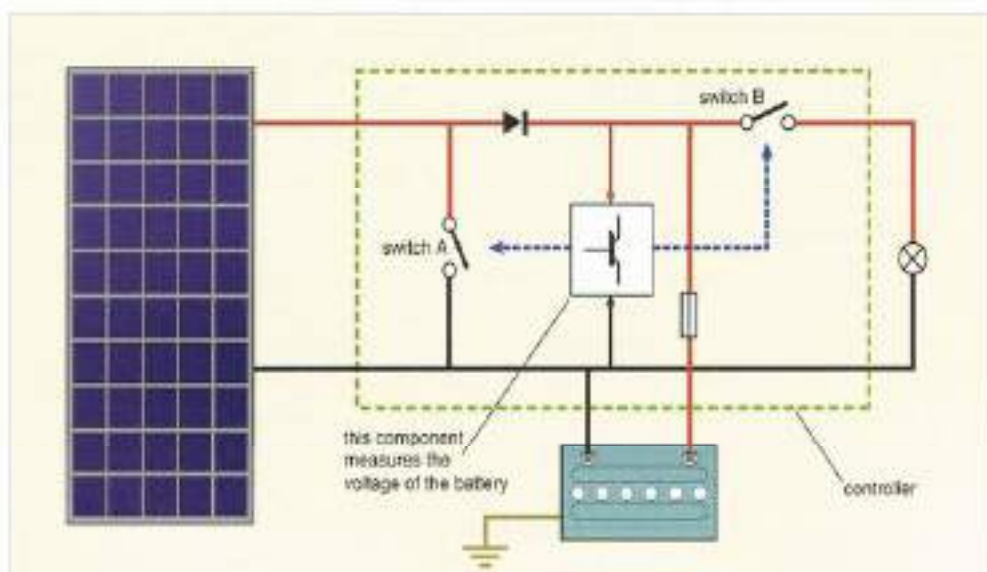 switch B
switch A
this component
measures the
voltage of the battery
controller